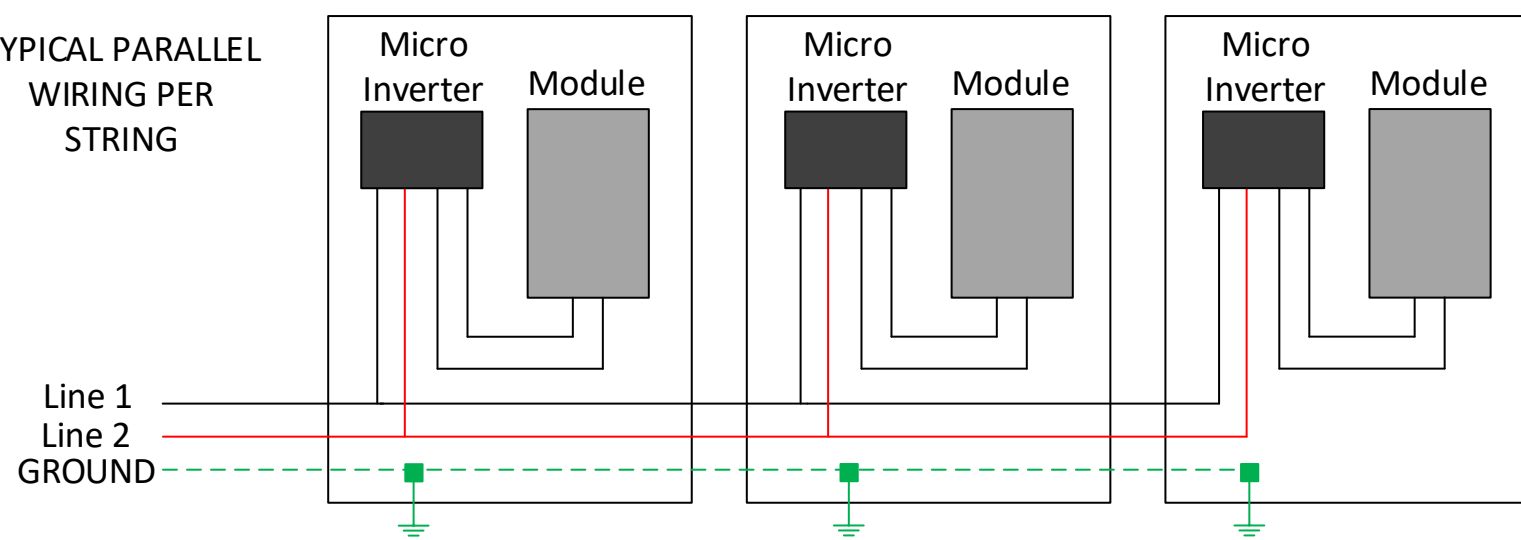 YPICAL PARALLEL
WIRING PER
STRING
Micro
Inverter
Module
Micro
Inverter
Module
Micro
Inverter
Module
Line 1
Line 2
GROUND